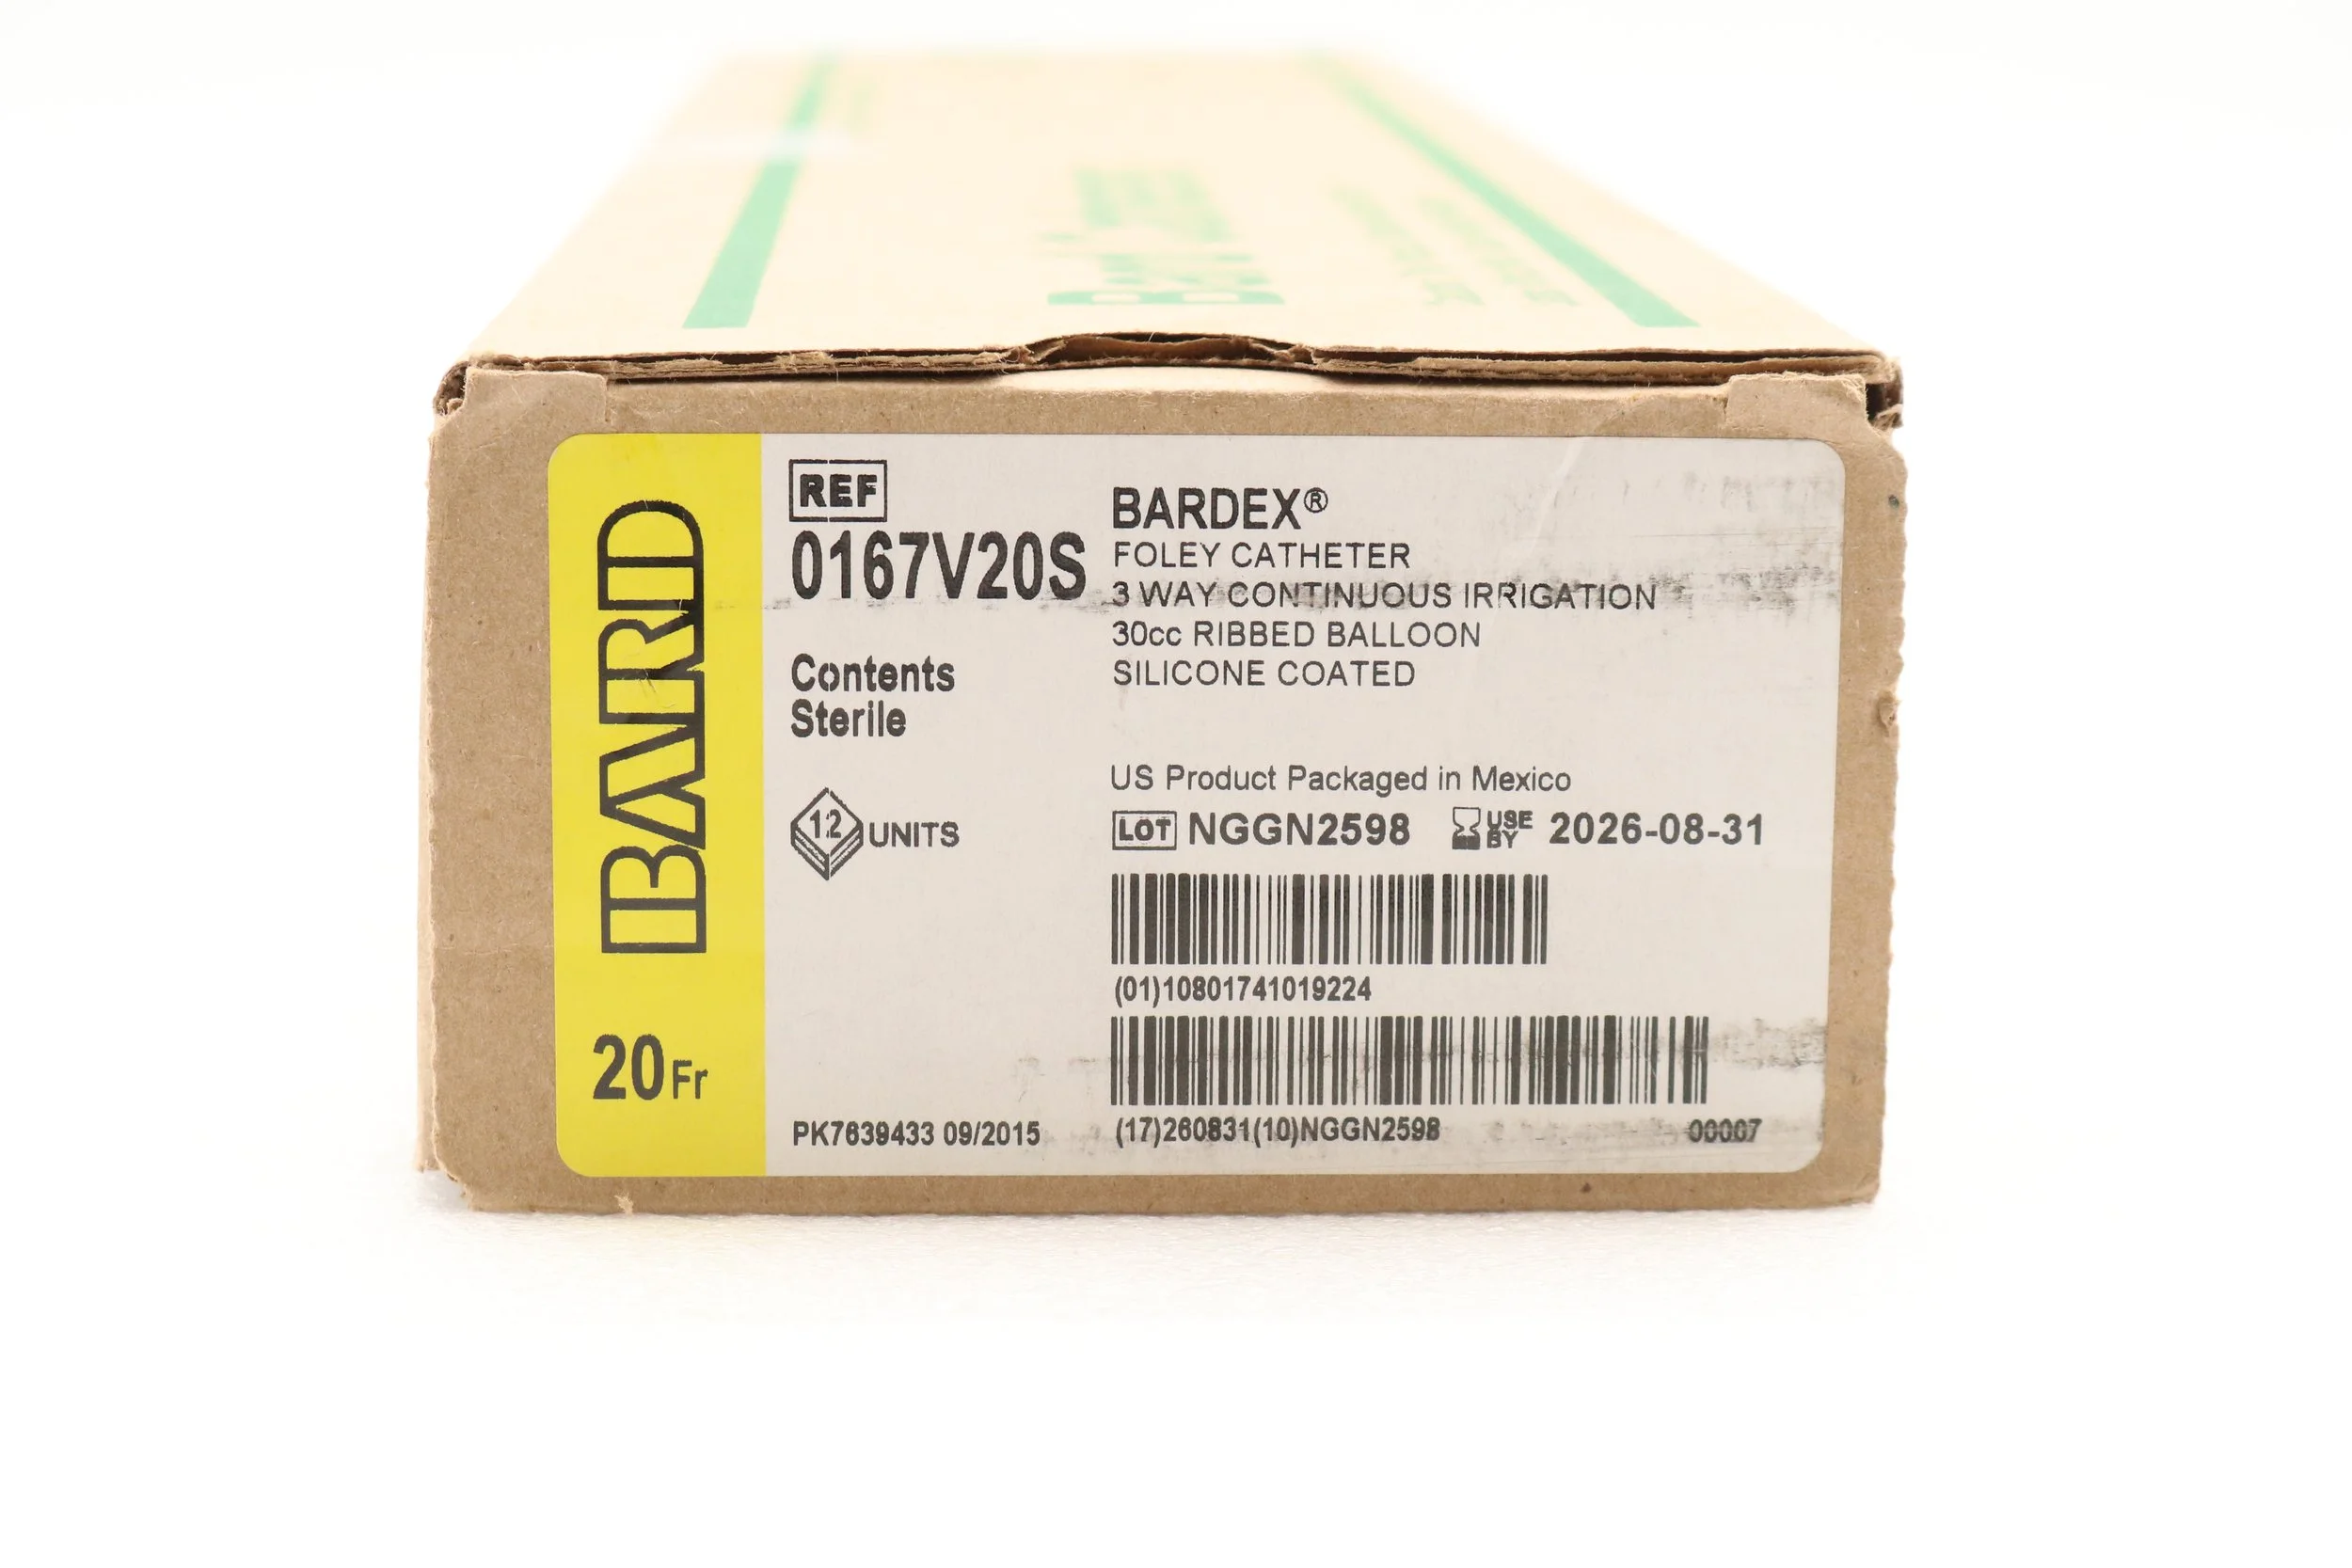 BARD
20 Fr
REF
0167V20S
Contents
Sterile
12 UNITS
PK7639433 09/2015
BARDEX®
FOLEY CATHETER
3 WAY CONTINUOUS IRRIGATION
30cc RIBBED BALLOON
SILICONE COATED
US Product Packaged in Mexico
LOT NGGN2598 USE BY 2026-08-31
(01)10801741019224
(17)260831(10)NGGN2598